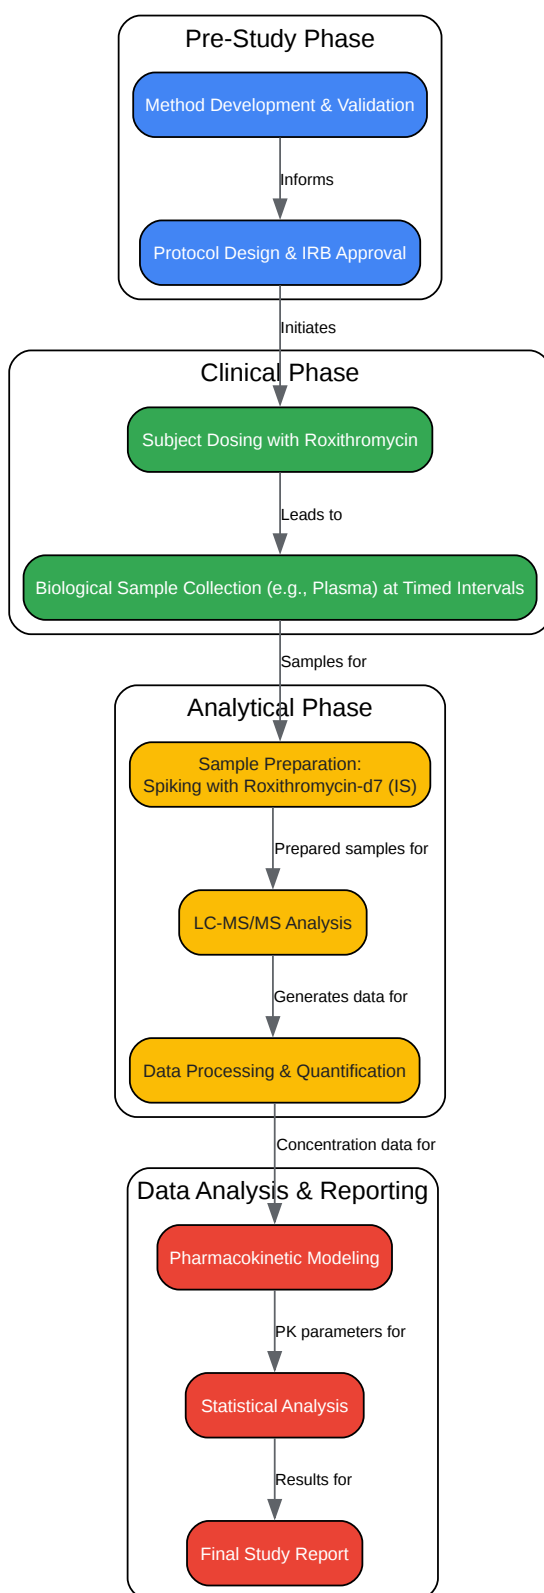 Pre-Study Phase
Method Development & Validation
Informs
Protocol Design & IRB Approval
Initiates
Clinical Phase
Subject Dosing with Roxithromycin
Leads to
Biological Sample Collection (e.g., Plasma) at Timed Intervals
Samples for
Analytical Phase
Sample Preparation:
Spiking with Roxithromycin-d7 (IS)
Prepared samples for
LC-MS/MS Analysis
Generates data for
Data Processing & Quantification
Concentration data for
Data Analysis & Reporting
Pharmacokinetic Modeling
PK parameters for
Statistical Analysis
Results for
Final Study Report